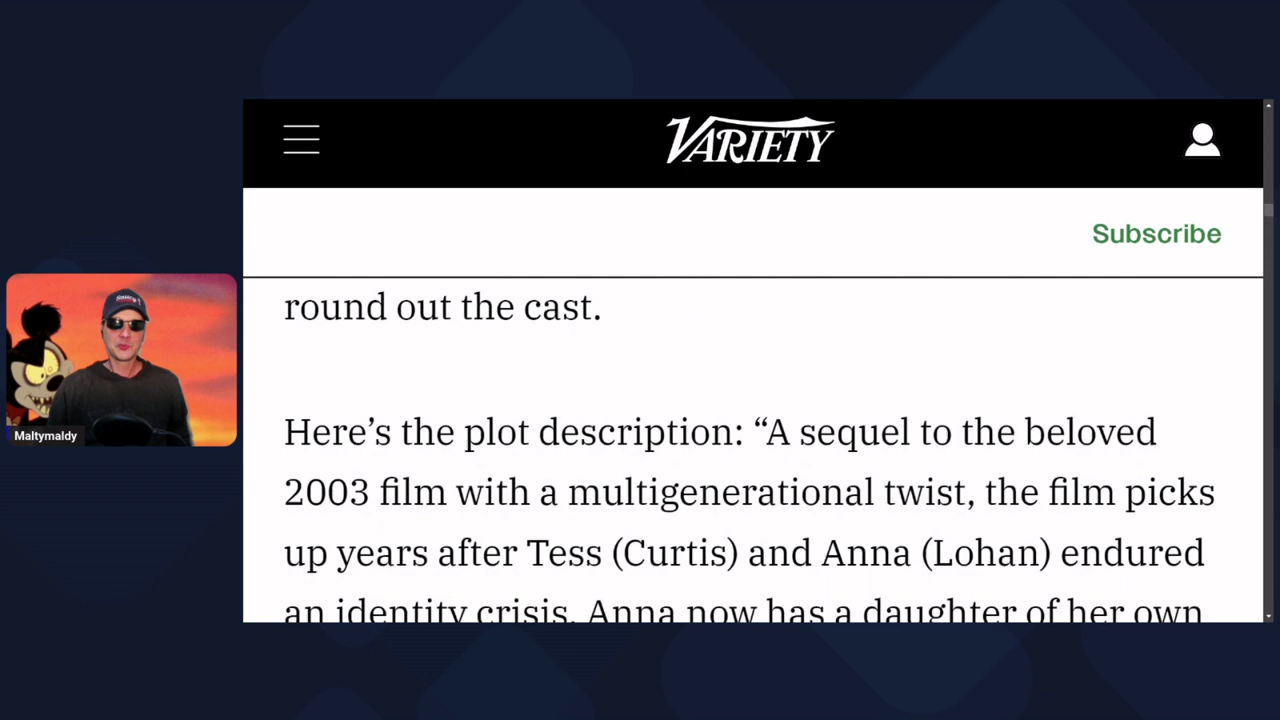 VARIETY
Subscribe
round out the cast.
Here’s the plot description: “A sequel to the beloved
2003 film with a multigenerational twist, the film picks
up years after Tess (Curtis) and Anna (Lohan) endured
an identity crisis. Anna now has a daughter of her own
Maltymaldy